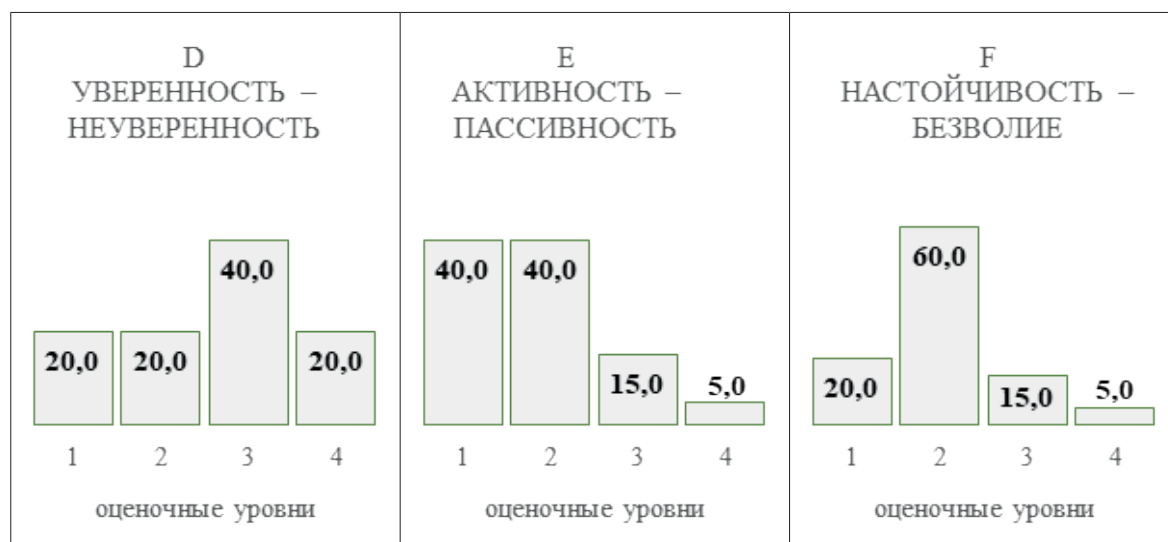 D
УВЕРЕННОСТЬ –
НЕУВЕРЕННОСТЬ
20,0
20,0
40,0
20,0
1 2 3 4
оценочные уровни
E
АКТИВНОСТЬ –
ПАССИВНОСТЬ
40,0
40,0
15,0
5,0
1 2 3 4
оценочные уровни
F
НАСТОЙЧИВОСТЬ –
БЕЗВОЛИЕ
20,0
60,0
15,0
5,0
1 2 3 4
оценочные уровни